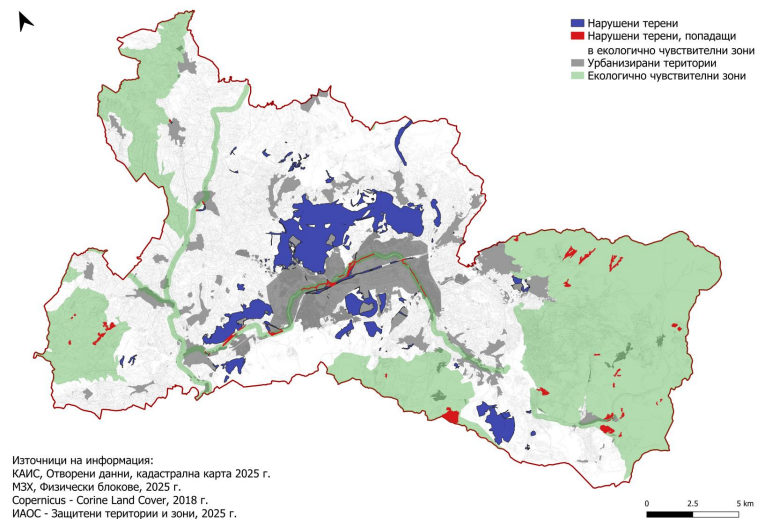 Нарушени терени
Нарушени терени, попадащи
в екологично чувствителни зони
Урбанизирани територии
Екологично чувствителни зони
Източници на информация:
КАИС, Отворени данни, кадастрална карта 2025 г.
МЗХ, Физически блокове, 2025 г.
Copernicus - Corine Land Cover, 2018 г.
ИАОС - Защитени територии и зони, 2025 г.
0 2.5 5 km